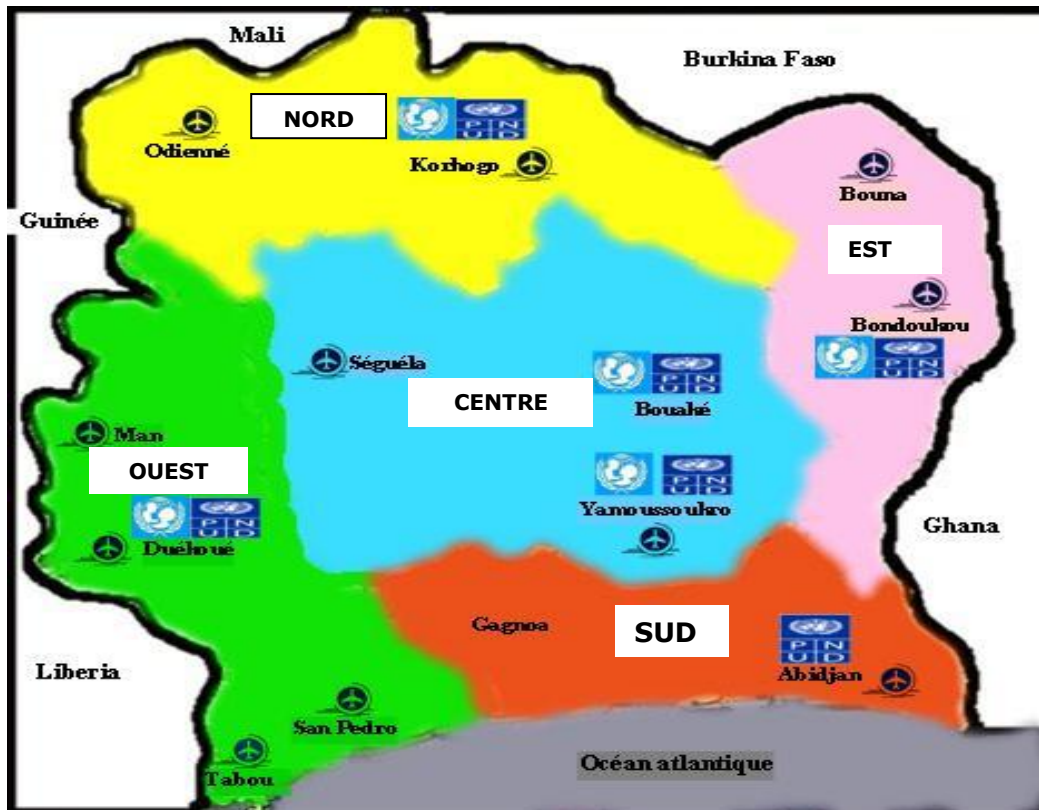 Mali
Burkina Faso
NORD
P N
U D
Odienné
Korhogo
Bouna
Guinée
EST
Bondoukou
P N
U D
Séguéla
P N
U D
CENTRE
Bouaké
Man
OUEST
P N
U D
Yamoussoukro
P N
U D
Duékoué
Ghana
Gagnoa
SUD
P N
U D
Liberia
Abidjan
San Pedro
Océan atlantique
Tabou